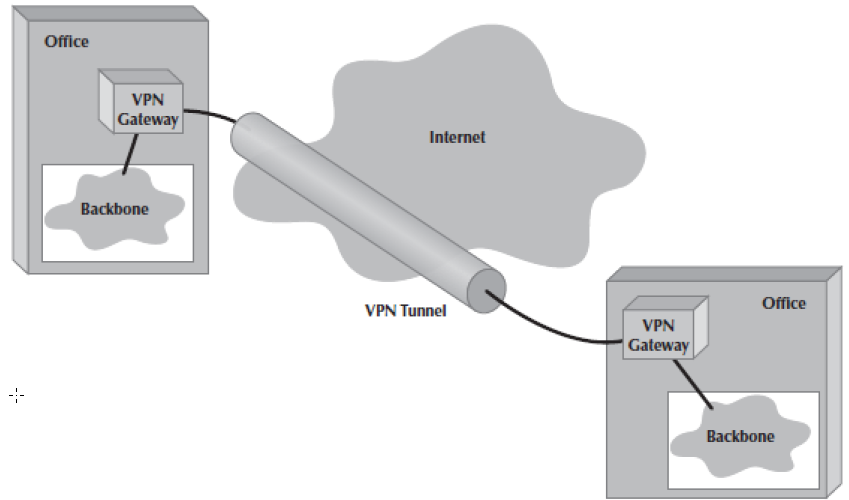 Office
VPN
Gateway
Backbone
Internet
VPN Tunnel
Office
VPN
Gateway
Backbone